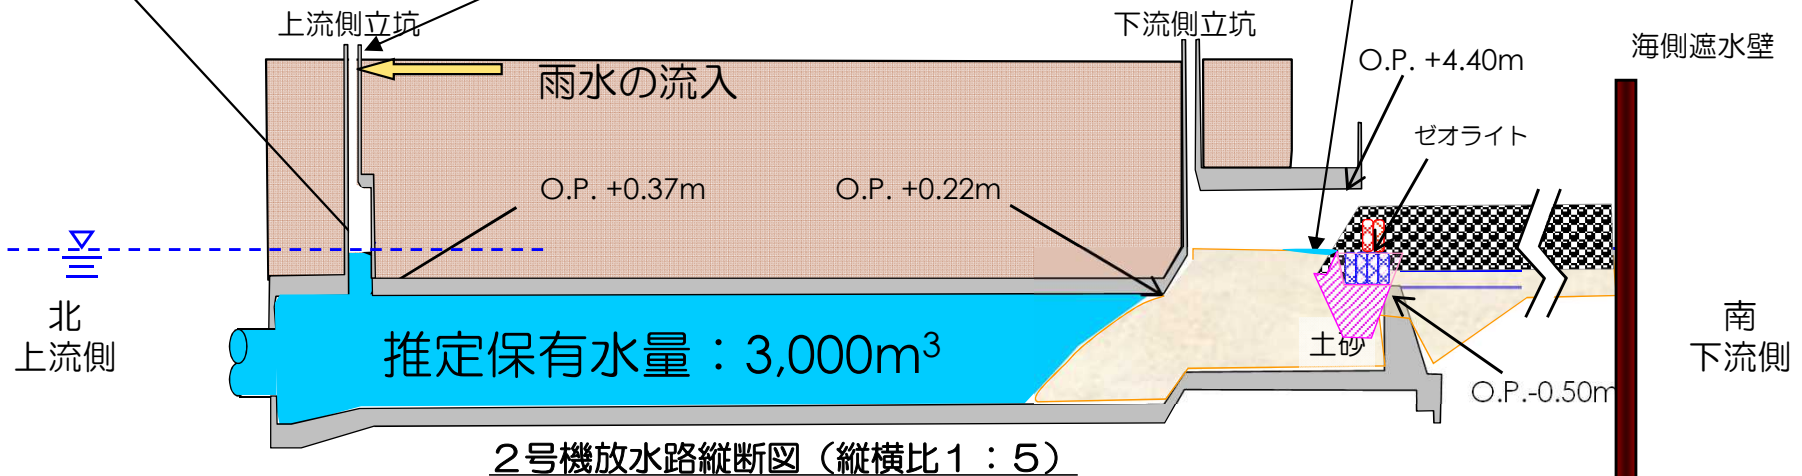 上流側立坑
下流側立坑
海側遮水壁
雨水の流入
O.P. +4.40m
ゼオライト
O.P. +0.37m
O.P. +0.22m
北
上流側
推定保有水量：3,000m³
土砂
南
下流側
O.P.-0.50m
２号機放水路縦断図（縦横比１：５）